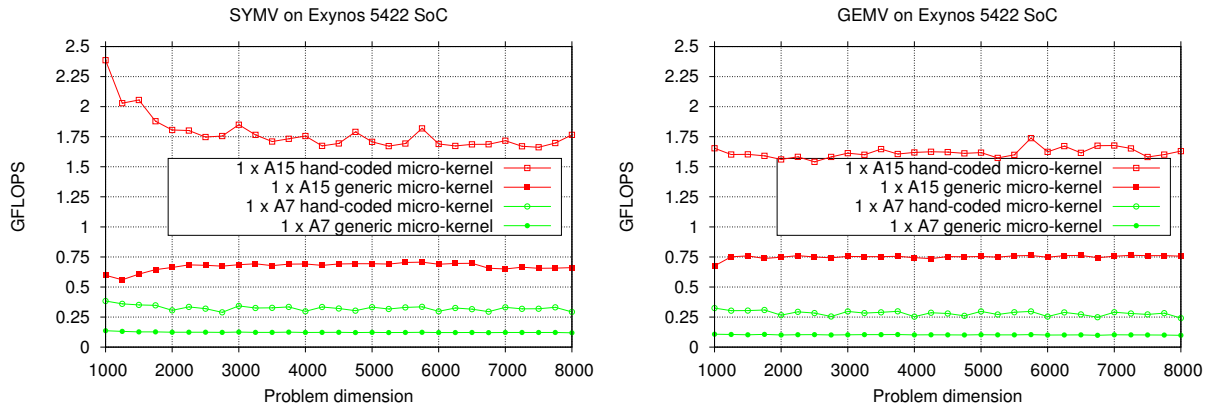 SYMV on Exynos 5422 SoC
GFLOPS
2.5
2.25
2
1.75
1.5
1.25
1
0.75
0.5
0.25
0
1 x A15 hand-coded micro-kernel
1 x A15 generic micro-kernel
1 x A7 hand-coded micro-kernel
1 x A7 generic micro-kernel
1000 2000 3000 4000 5000 6000 7000 8000
Problem dimension
GEMV on Exynos 5422 SoC
GFLOPS
2.5
2.25
2
1.75
1.5
1.25
1
0.75
0.5
0.25
0
1 x A15 hand-coded micro-kernel
1 x A15 generic micro-kernel
1 x A7 hand-coded micro-kernel
1 x A7 generic micro-kernel
1000 2000 3000 4000 5000 6000 7000 8000
Problem dimension